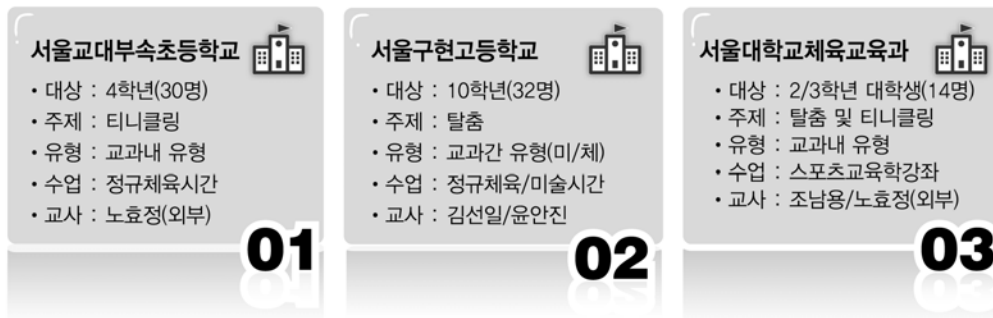 서울교대부속초등학교
• 대상 : 4학년(30명)
• 주제 : 티니클링
• 유형 : 교과내 유형
• 수업 : 정규체육시간
• 교사 : 노효정(외부)
01
서울구현고등학교
• 대상 : 10학년(32명)
• 주제 : 탈춤
• 유형 : 교과간 유형(미/체)
• 수업 : 정규체육/미술시간
• 교사 : 김선일/윤안진
02
서울대학교체육교육과
• 대상 : 2/3학년 대학생(14명)
• 주제 : 탈춤 및 티니클링
• 유형 : 교과내 유형
• 수업 : 스포츠교육학강좌
• 교사 : 조남용/노효정(외부)
03